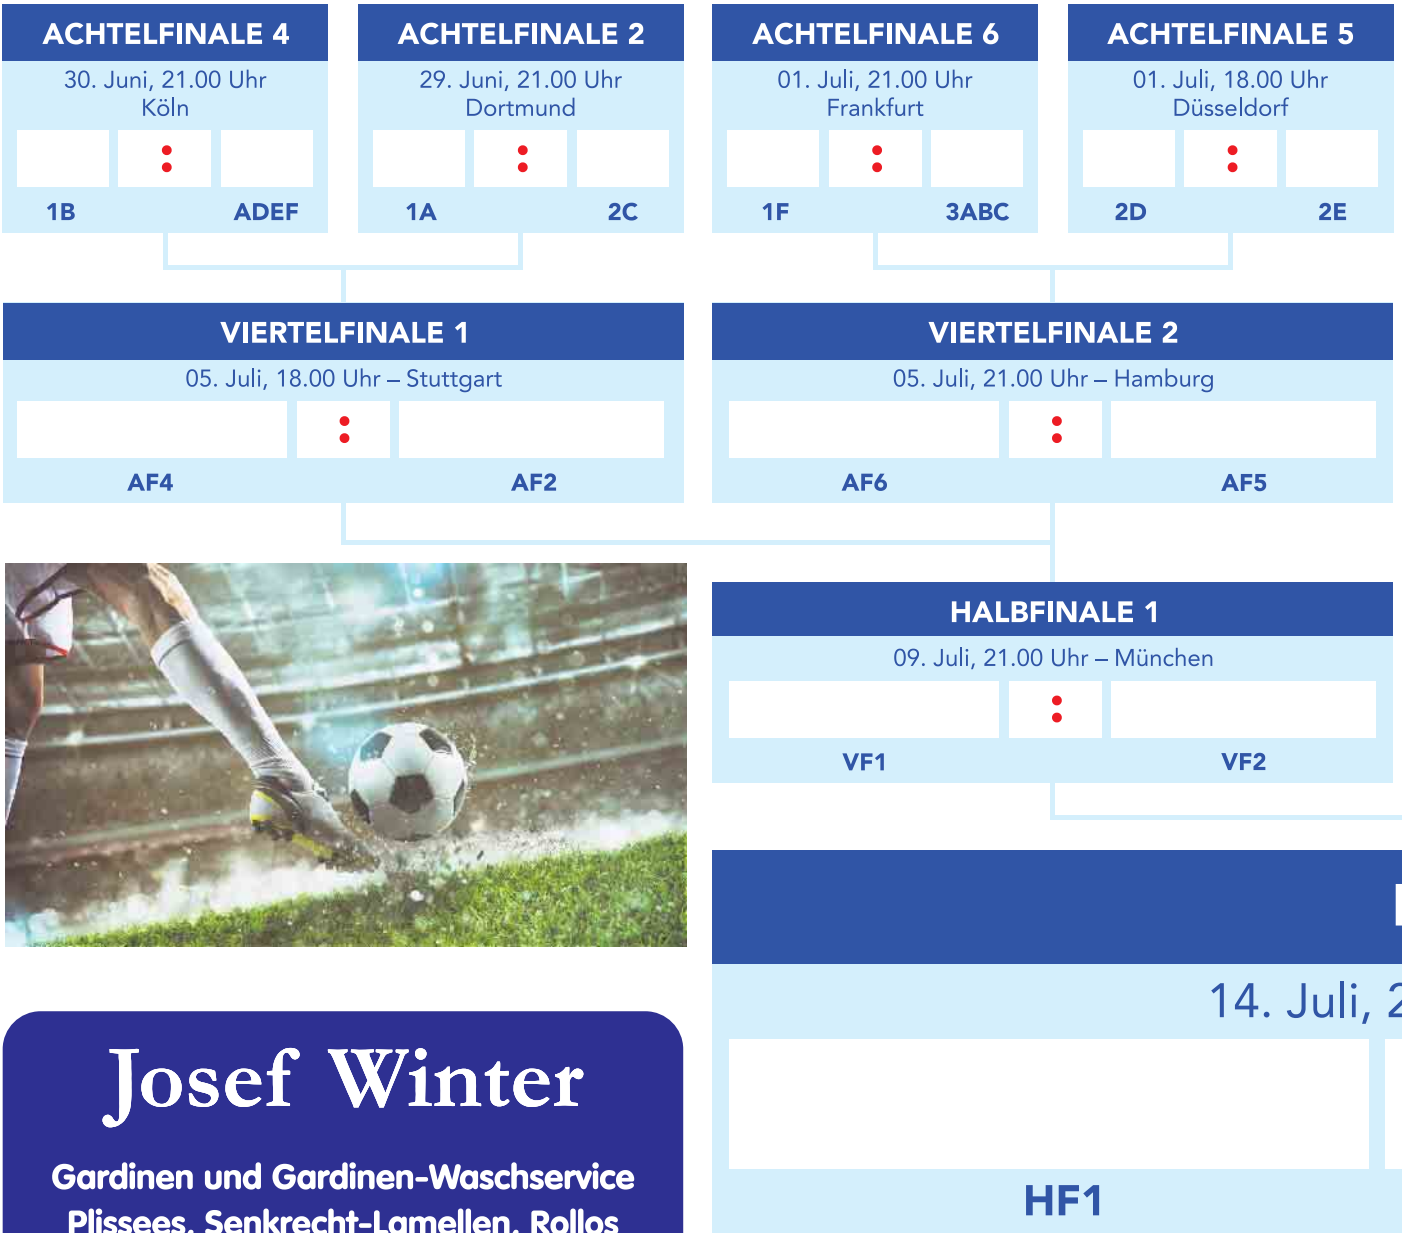 ACHTELFINALE 4
30. Juni, 21.00 Uhr
Köln
:
1B ADEF
ACHTELFINALE 2
29. Juni, 21.00 Uhr
Dortmund
:
1A 2C
ACHTELFINALE 6
01. Juli, 21.00 Uhr
Frankfurt
:
1F 3ABC
ACHTELFINALE 5
01. Juli, 18.00 Uhr
Düsseldorf
:
2D 2E
VIERTELFINALE 1
05. Juli, 18.00 Uhr – Stuttgart
:
AF4 AF2
VIERTELFINALE 2
05. Juli, 21.00 Uhr – Hamburg
:
AF6 AF5
HALBFINALE 1
09. Juli, 21.00 Uhr – München
:
VF1 VF2
14. Juli,
HF1
Josef Winter
Gardinen und Gardinen-Waschservice
Plissees, Senkrecht-Lamellen, Rollos